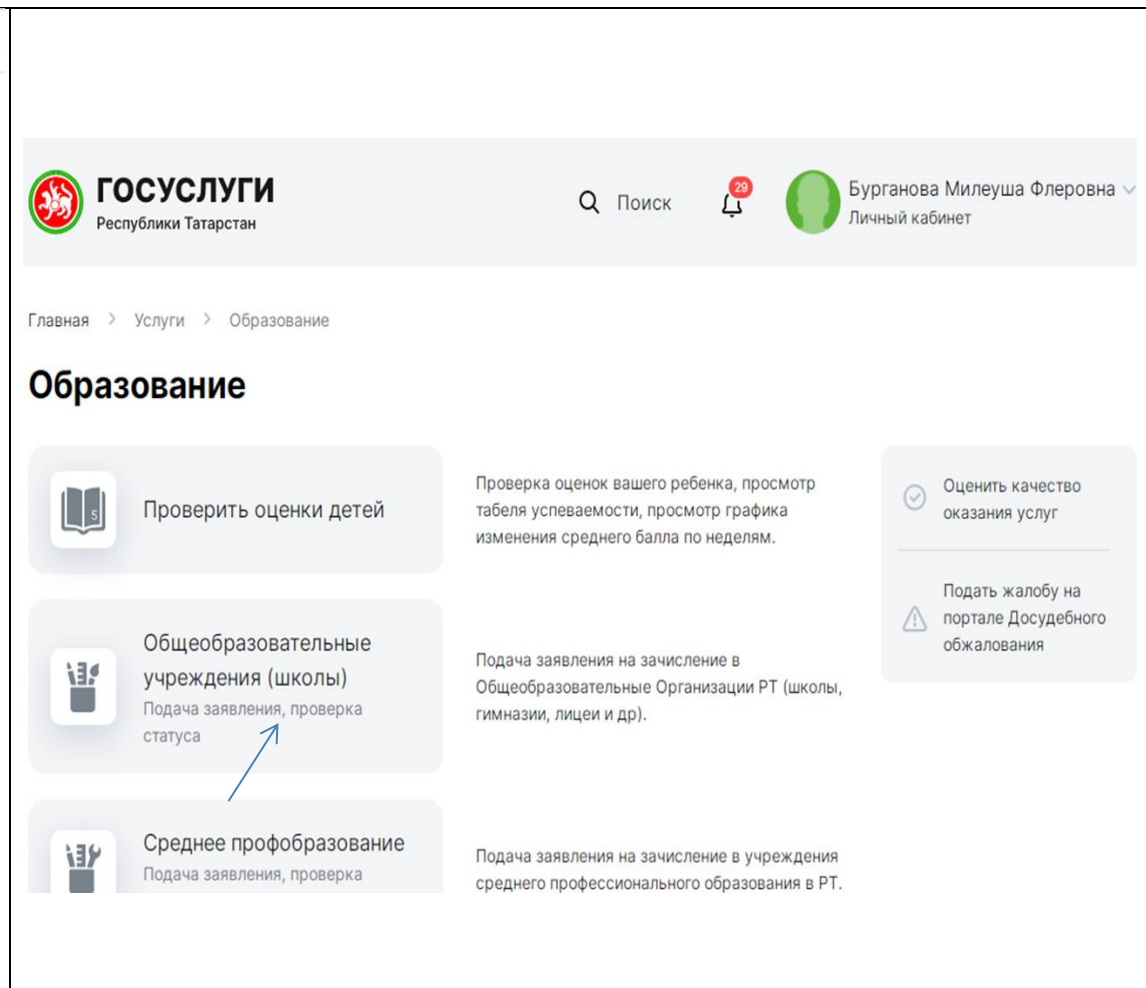 ГОСУСЛУГИ
Республики Татарстан
Поиск
29
Бурганова Милеуша Флеровна
Личный кабинет
Главная > Услуги > Образование
Образование
5
Проверить оценки детей
Проверка оценок вашего ребенка, просмотр
табеля успеваемости, просмотр графика
изменения среднего балла по неделям.
Общеобразовательные
учреждения (школы)
Подача заявления, проверка
статуса
Подача заявления на зачисление в
Общеобразовательные Организации РТ (школы,
гимназии, лицеи и др).
Среднее профобразование
Подача заявления, проверка
Подача заявления на зачисление в учреждения
среднего профессионального образования в РТ.
Оценить качество
оказания услуг
Подать жалобу на
портале Досудебного
обжалования